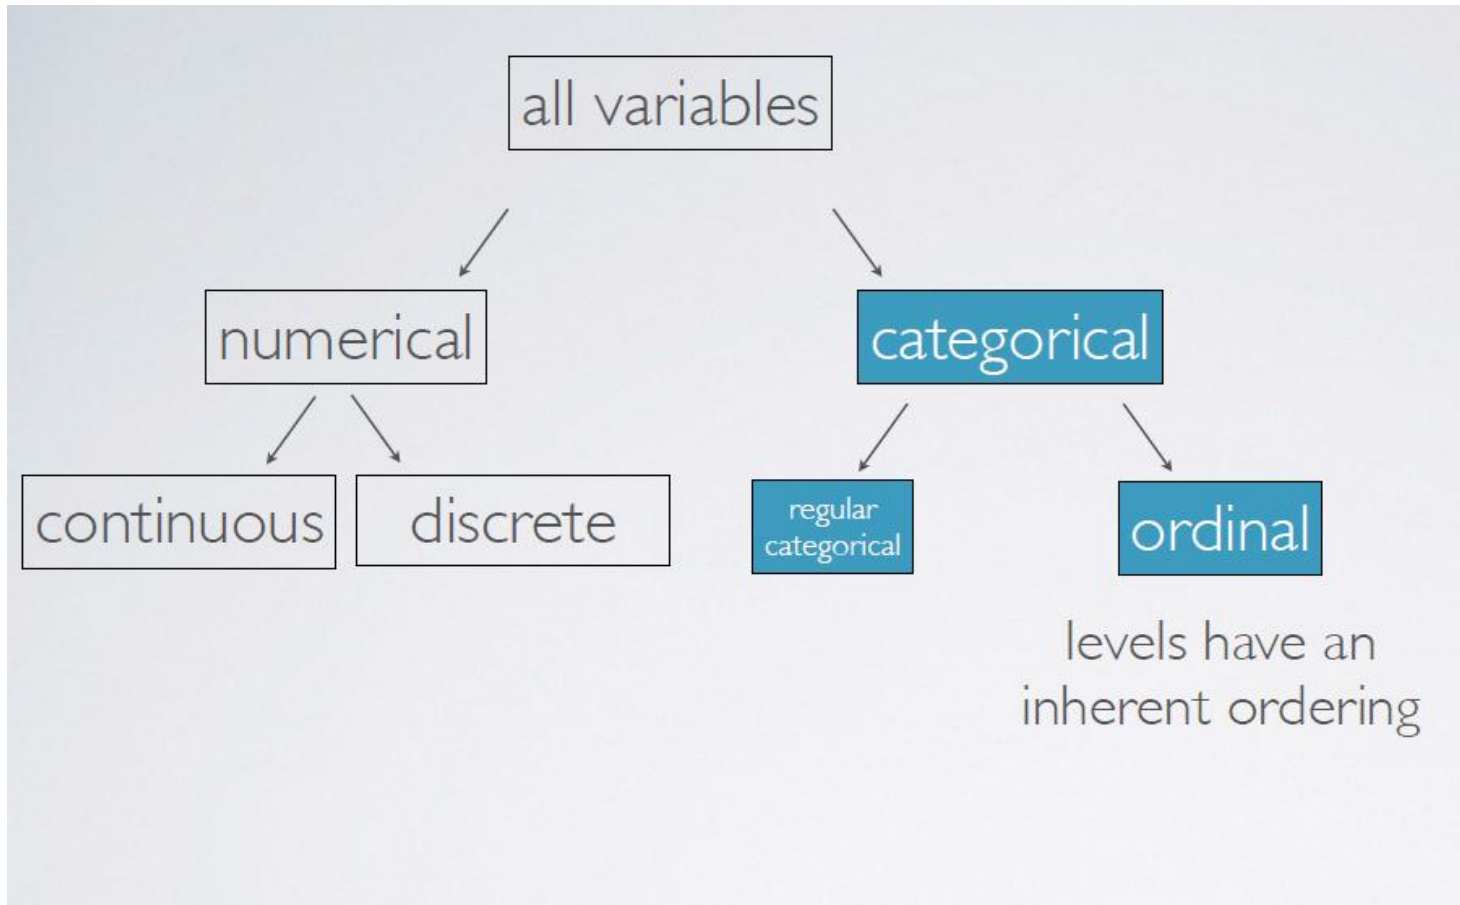 all variables
numerical
categorical
continuous
discrete
regular
categorical
ordinal
levels have an
inherent ordering